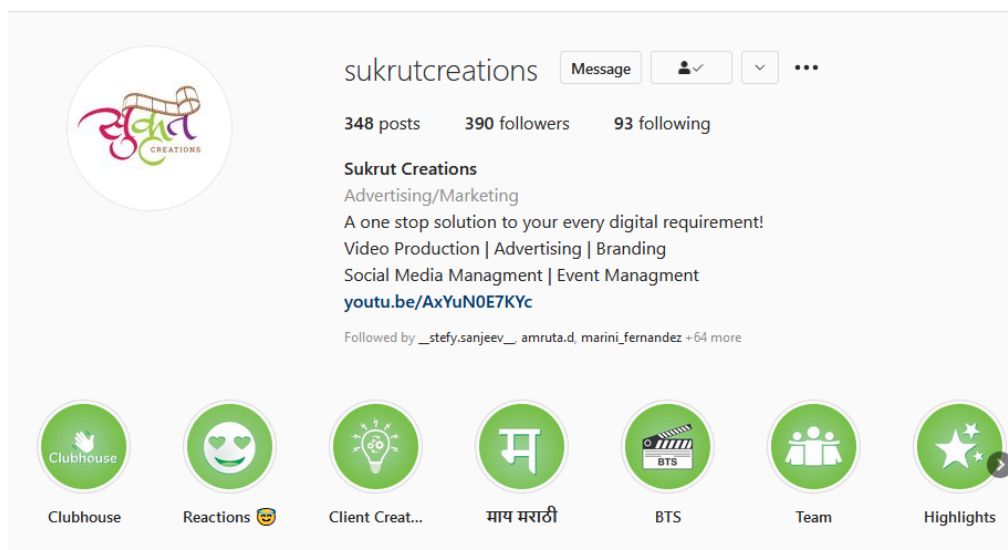 sukrutcreations Message
348 posts 390 followers 93 following
सुकृत
CREATIONS
Sukrut Creations
Advertising/Marketing
A one stop solution to your every digital requirement!
Video Production | Advertising | Branding
Social Media Managment | Event Managment
youtu.be/AxYuN0E7KYc
Followed by __stefy.sanjeev__, amruta.d, marini_fernandez +64 more
Clubhouse
म
BTS
Clubhouse Reactions 😇 Client Creat... माय मराठी BTS Team Highlights